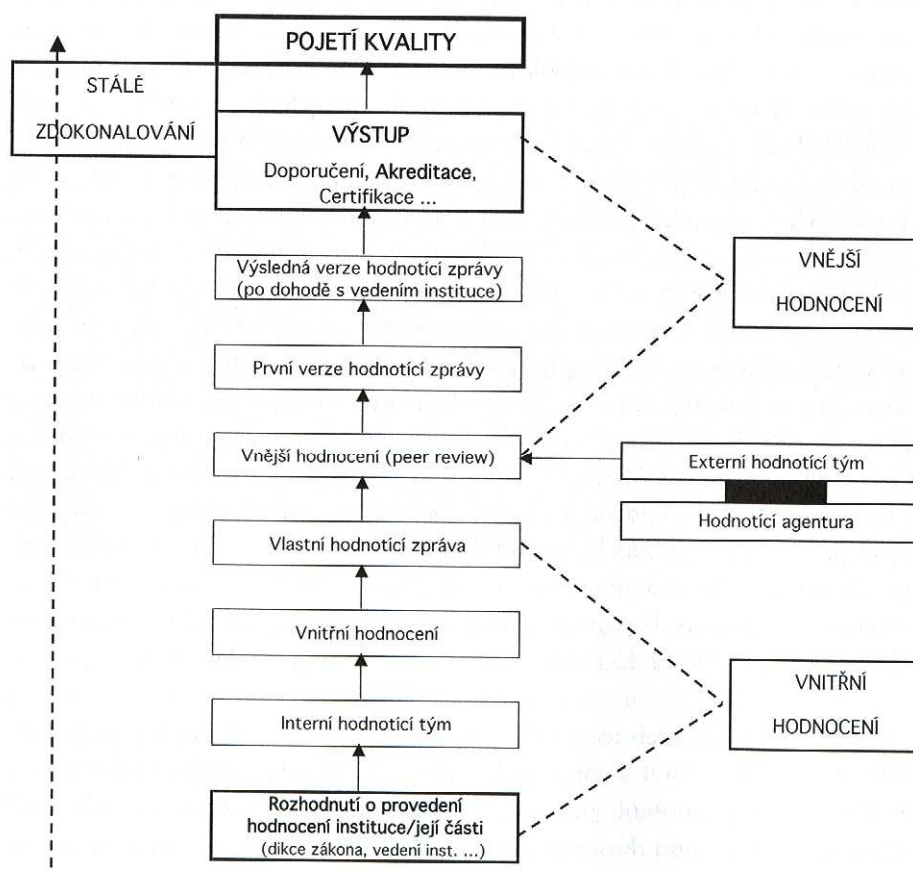 POJETÍ KVALITY
STÁLÉ
ZDOKONALOVÁNÍ
VÝSTUP
Doporučení, Akreditace,
Certifikace ...
Výsledná verze hodnotící zprávy
(po dohodě s vedením instituce)
VNĚJŠÍ
HODNOCENÍ
První verze hodnotící zprávy
Vnější hodnocení (peer review)
Externí hodnotící tým
Hodnotící agentura
Vlastní hodnotící zpráva
Vnitřní hodnocení
VNITŘNÍ
HODNOCENÍ
Interní hodnotící tým
Rozhodnutí o provedení
hodnocení instituce/její části
(dikce zákona, vedení inst. ...)